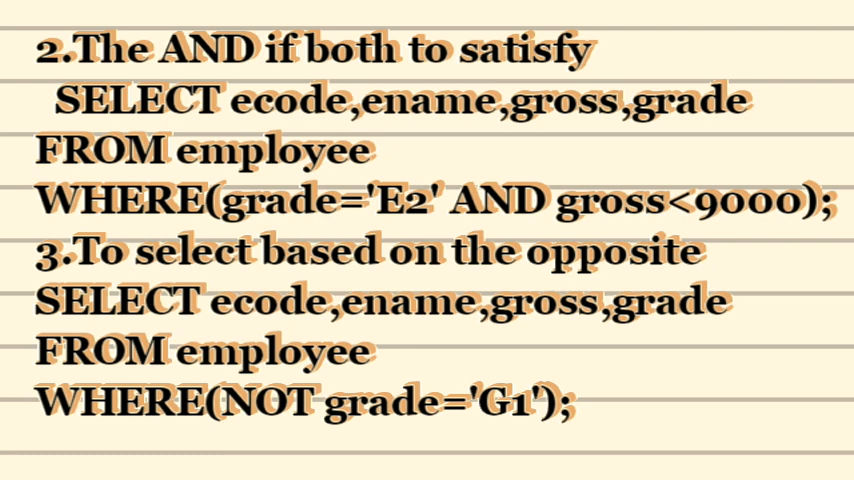 2.The AND if both to satisfy
SELECT ecode,ename,gross,grade
FROM employee
WHERE(grade='E2' AND gross<9000);
3.To select based on the opposite
SELECT ecode,ename,gross,grade
FROM employee
WHERE(NOT grade='G1');